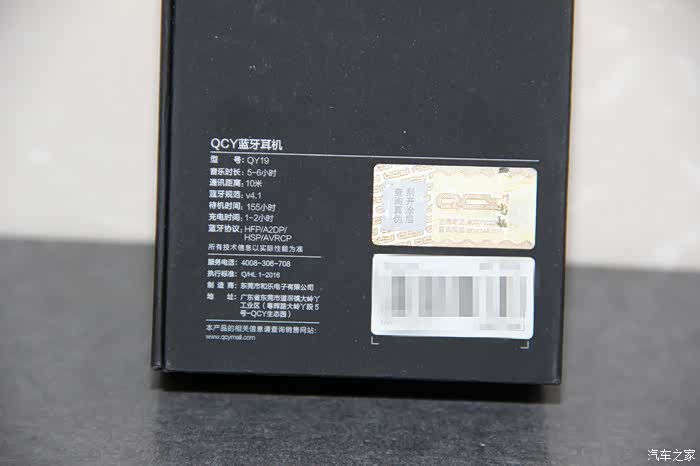 QCY蓝牙耳机
型 号: QY19
音乐时长: 5-6小时
通讯距离: 10米
蓝牙规范: v4.1
待机时间: 155小时
充电时间: 1-2小时
蓝牙协议: HFP/A2DP/
HSP/AVRCP
所有技术信息以实际性能为准
服务电话: 4008-306-708
执行标准: Q/HL 1-2016
制 造 商: 东莞市和乐电子有限公司
地 址: 广东省东莞市道滘镇大岭丫
工业区(粤晖路大岭丫段5
号-QCY生态园)
本产品的相关信息请查询销售网站:
www.qcymall.com
刮开涂层
查询真伪
QCY
汽车之家